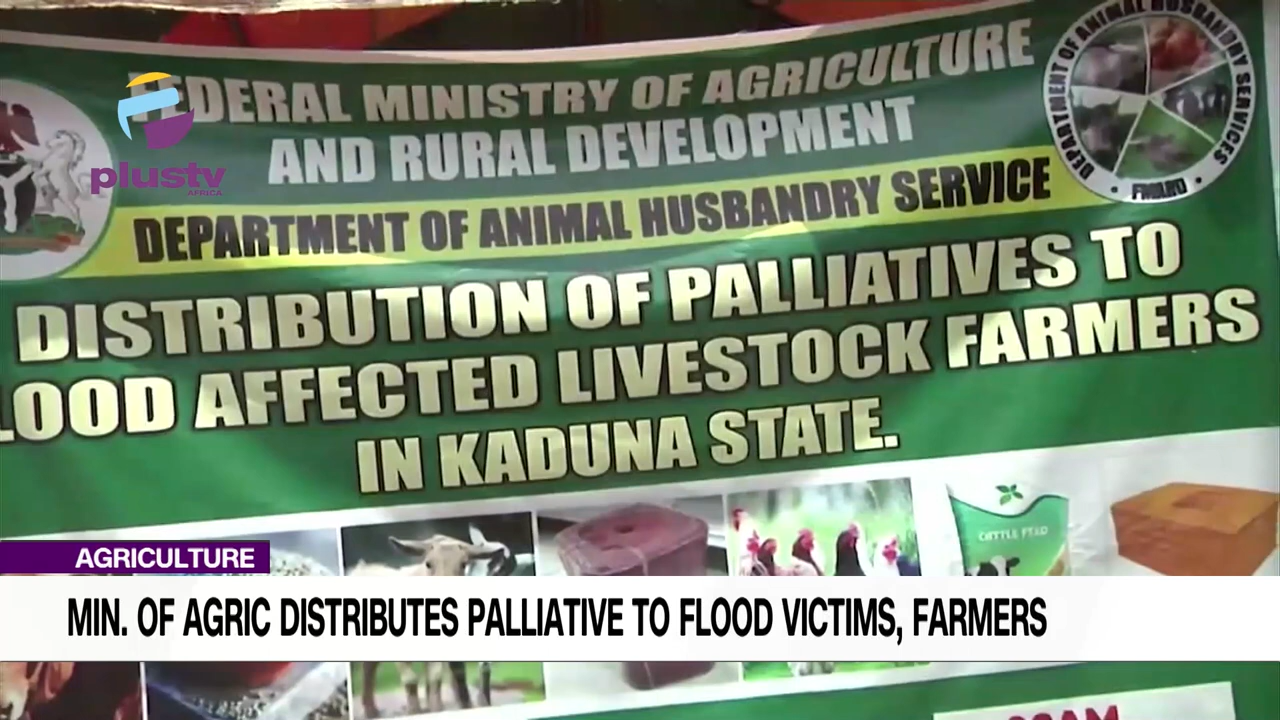 FEDERAL MINISTRY OF AGRICULTURE
AND RURAL DEVELOPMENT
DEPARTMENT OF ANIMAL HUSBANDRY SERVICE
DEPARTMENT OF ANIMAL HUSBANDRY SERVICES
FMARD
plustv
AFRICA
DISTRIBUTION OF PALLIATIVES TO
LOOD AFFECTED LIVESTOCK FARMERS
IN KADUNA STATE.
CATTLE FEED
AGRICULTURE
MIN. OF AGRIC DISTRIBUTES PALLIATIVE TO FLOOD VICTIMS, FARMERS